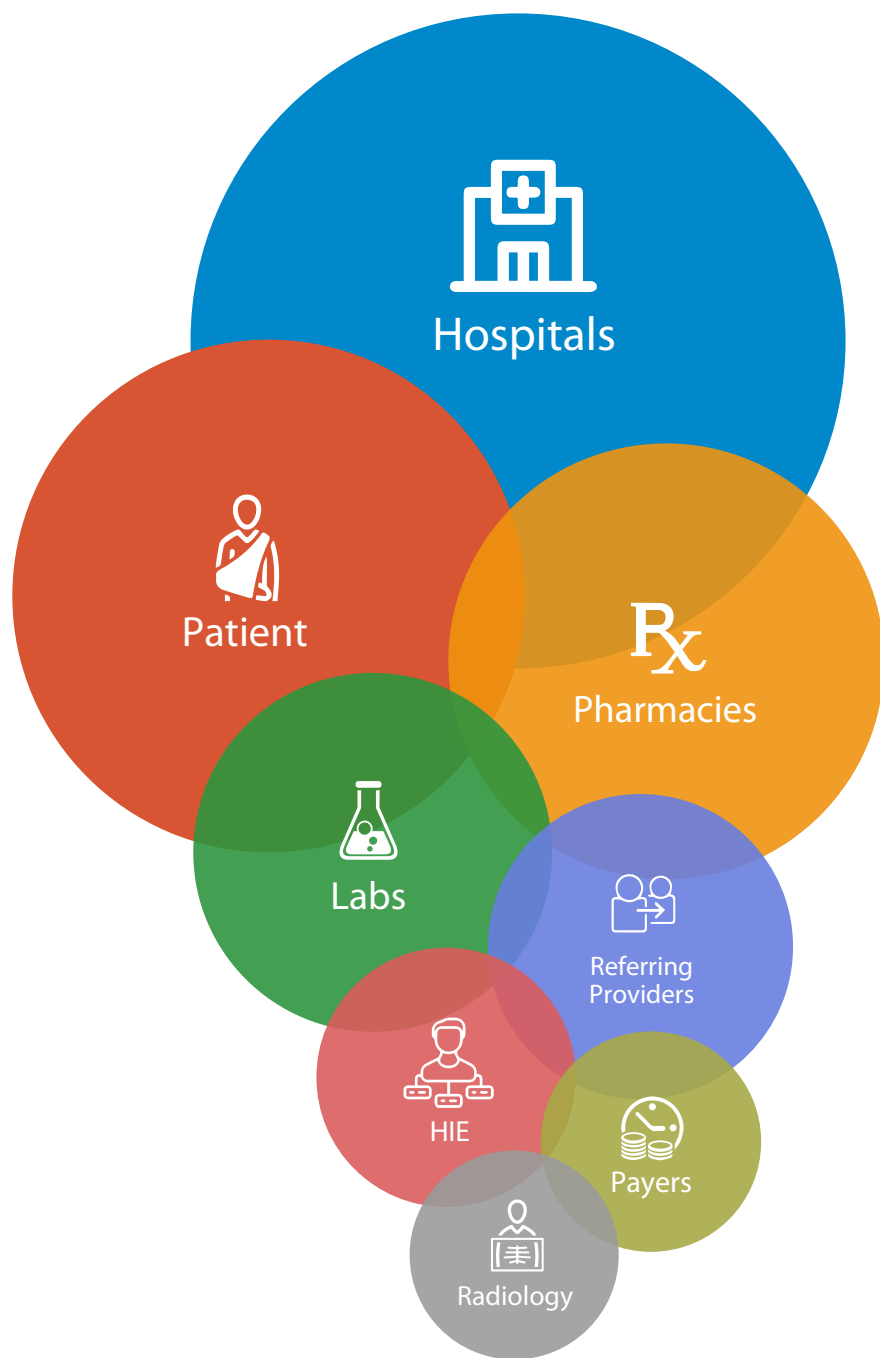 Hospitals
Patient
Rx
Pharmacies
Labs
Referring
Providers
HIE
Payers
Radiology